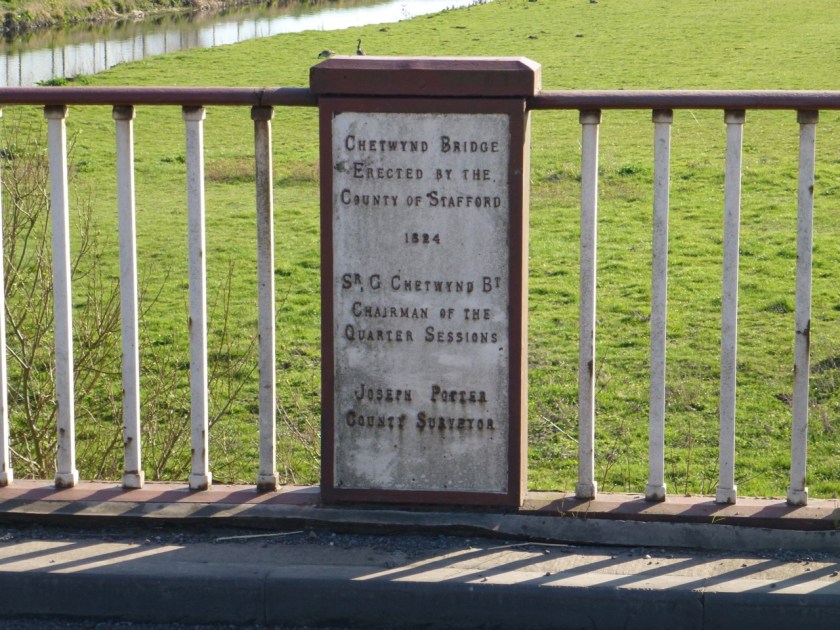 Chetwynd Bridge
Erected by the
County of Stafford
1824
Sr. G Chetwynd Bt
Chairman of the
Quarter Sessions
Joseph Potter
County Surveyor